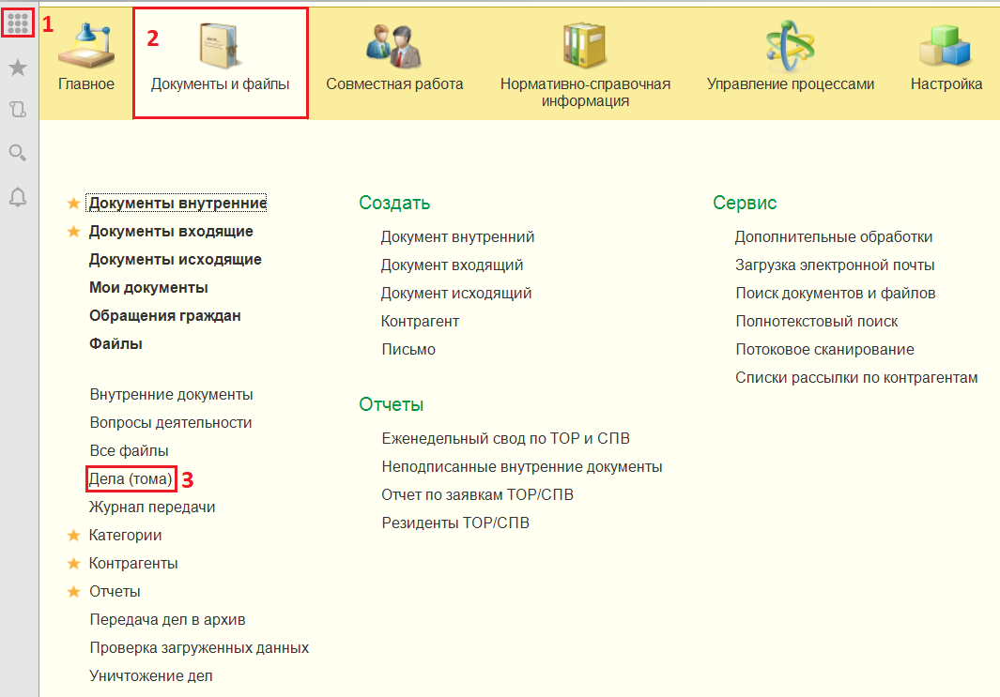 1
2
Главное
Документы и файлы
Совместная работа
Нормативно-справочная
информация
Управление процессами
Настройка
Документы внутренние
Документы входящие
Документы исходящие
Мои документы
Обращения граждан
Файлы
Внутренние документы
Вопросы деятельности
Все файлы
Дела (тома) 3
Журнал передачи
Категории
Контрагенты
Отчеты
Передача дел в архив
Проверка загруженных данных
Уничтожение дел
Создать
Документ внутренний
Документ входящий
Документ исходящий
Контрагент
Письмо
Отчеты
Еженедельный свод по ТОР и СПВ
Неподписанные внутренние документы
Отчет по заявкам ТОР/СПВ
Резиденты ТОР/СПВ
Сервис
Дополнительные обработки
Загрузка электронной почты
Поиск документов и файлов
Полнотекстовый поиск
Потоковое сканирование
Списки рассылки по контрагентам